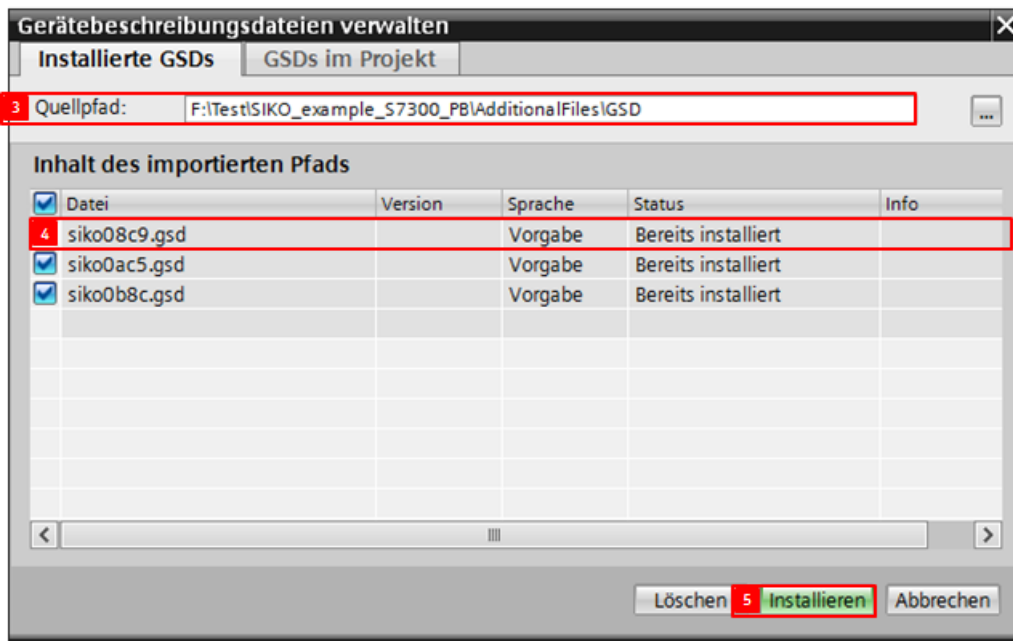 Gerätebeschreibungsdateien verwalten
Installierte GSDs GSDs im Projekt
3 Quellpfad: F:\Test\SIKO_example_S7300_PB\AdditionalFiles\GSD ...
Inhalt des importierten Pfads
Datei Version Sprache Status Info
4 siko08c9.gsd Vorgabe Bereits installiert
siko0ac5.gsd Vorgabe Bereits installiert
siko0b8c.gsd Vorgabe Bereits installiert
Löschen 5 Installieren Abbrechen